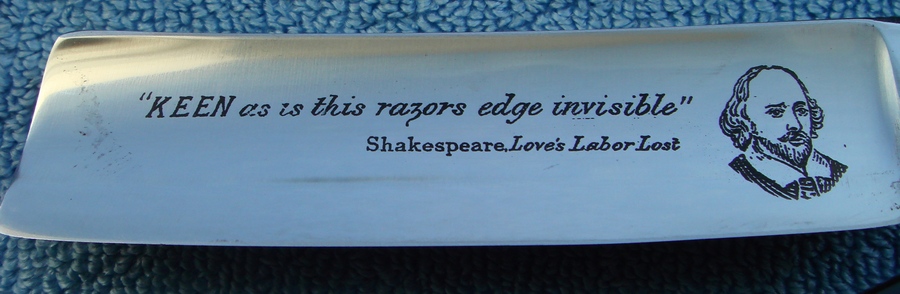 "KEEN as is this razors edge invisible"
Shakespeare, Love's Labor Lost